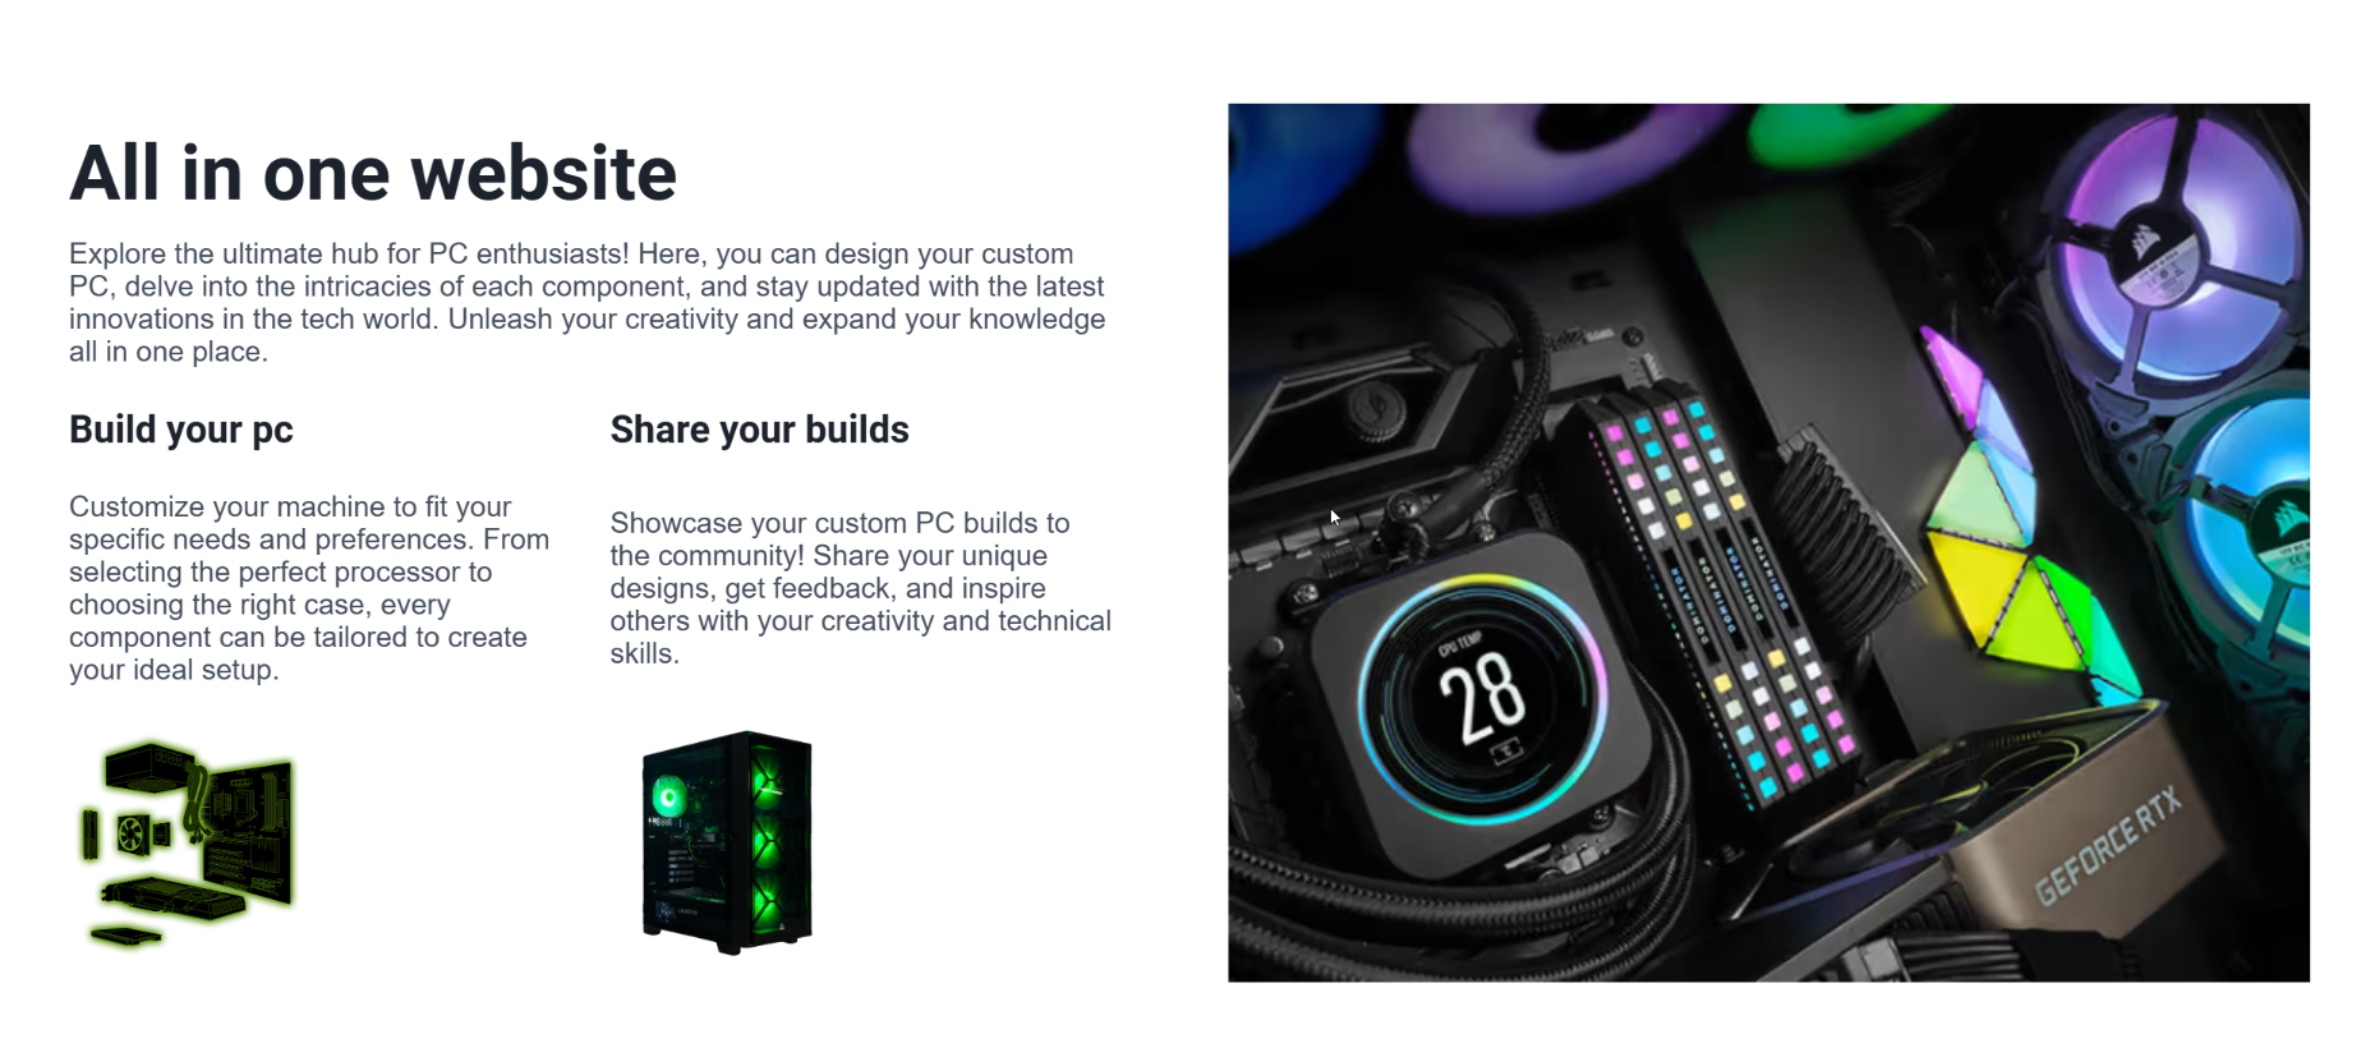 All in one website
Explore the ultimate hub for PC enthusiasts! Here, you can design your custom
PC, delve into the intricacies of each component, and stay updated with the latest
innovations in the tech world. Unleash your creativity and expand your knowledge
all in one place.
Build your pc
Customize your machine to fit your
specific needs and preferences. From
selecting the perfect processor to
choosing the right case, every
component can be tailored to create
your ideal setup.
Share your builds
Showcase your custom PC builds to
the community! Share your unique
designs, get feedback, and inspire
others with your creativity and technical
skills.
DOMINATOR
DOMINATOR
DOMINATOR
DOMINATOR
CPU TEMP
28
GEFORCE RTX